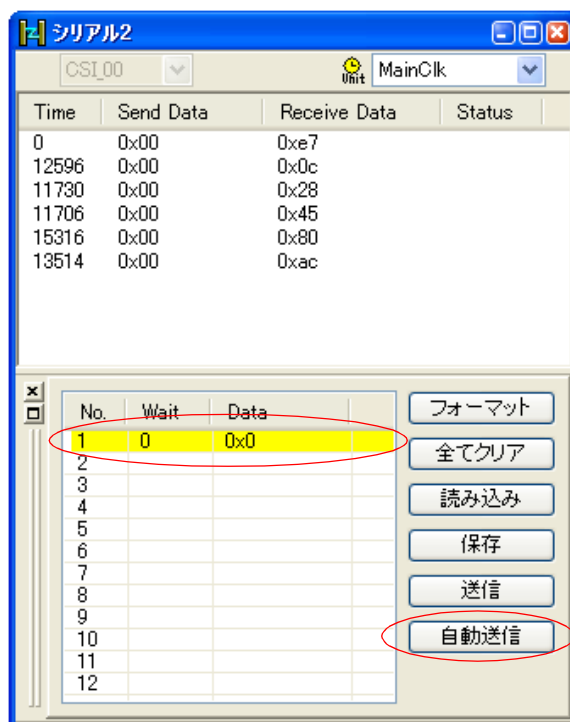 シリアル2
CSI_00 Unit MainClk
Time Send Data Receive Data Status
0 0x00 0xe7
12596 0x00 0x0c
11730 0x00 0x28
11706 0x00 0x45
15316 0x00 0x80
13514 0x00 0xac
No. Wait Data
1 0 0x0
2
3
4
5
6
7
8
9
10
11
12
フォーマット
全てクリア
読み込み
保存
送信
自動送信